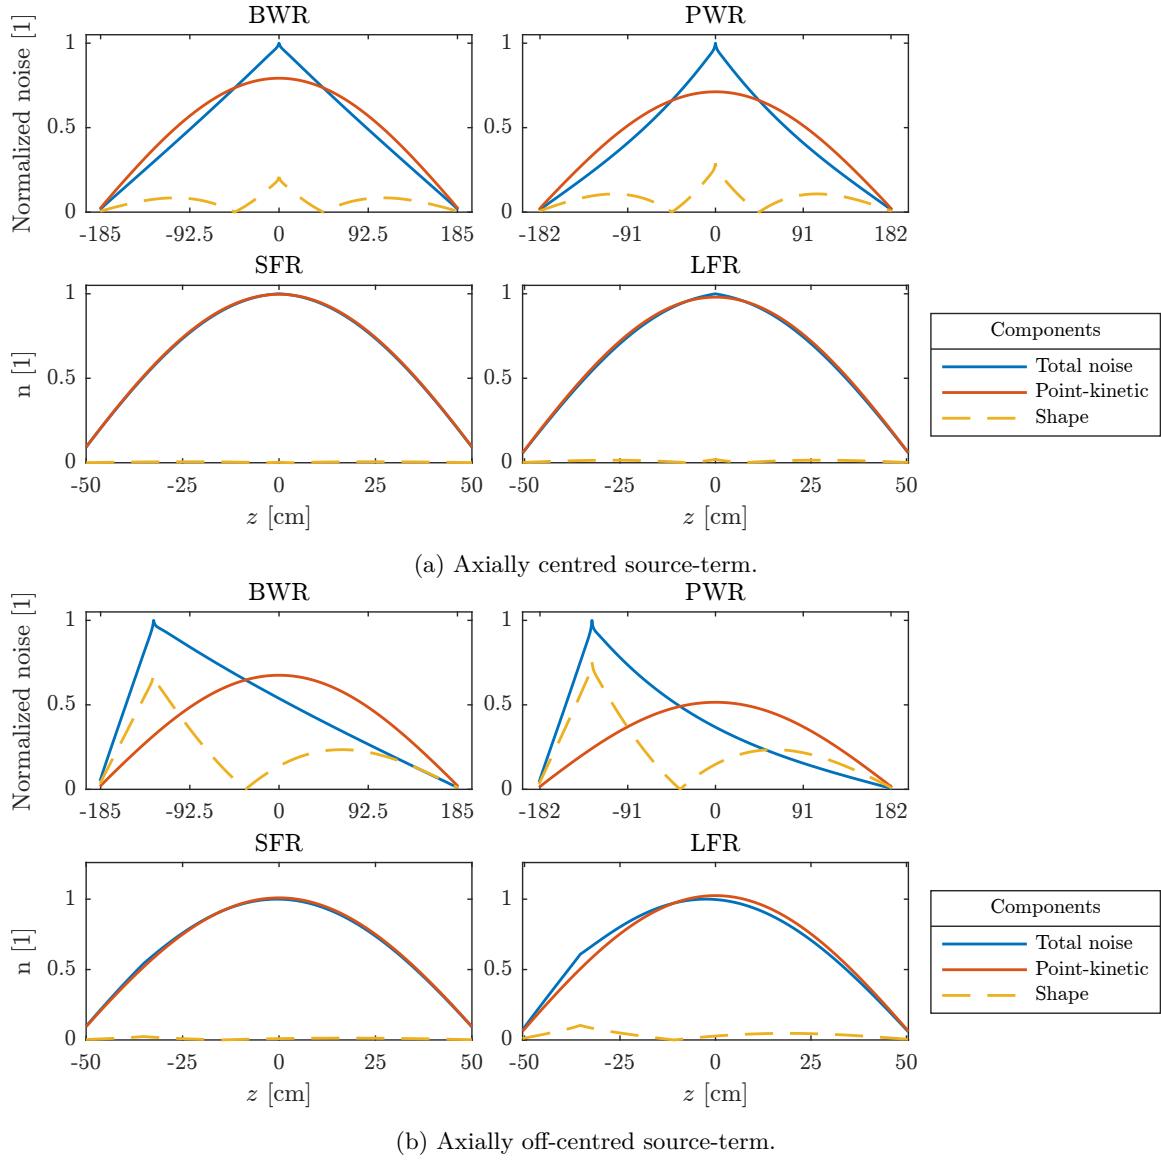 BWR
PWR
Normalized noise [1]
1
0.5
0
-185 -92.5 0 92.5 185
1
0.5
0
-182 -91 0 91 182
SFR
LFR
n [1]
1
0.5
0
-50 -25 0 25 50
z [cm]
1
0.5
0
-50 -25 0 25 50
z [cm]
Components
Total noise
Point-kinetic
Shape
(a) Axially centred source-term.
BWR
PWR
Normalized noise [1]
1
0.5
0
-185 -92.5 0 92.5 185
1
0.5
0
-182 -91 0 91 182
SFR
LFR
n [1]
1
0.5
0
-50 -25 0 25 50
z [cm]
1
0.5
0
-50 -25 0 25 50
z [cm]
Components
Total noise
Point-kinetic
Shape
(b) Axially off-centred source-term.